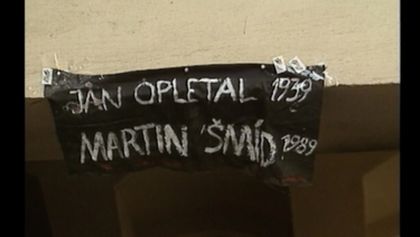 JAN OPLETAL 1939
MARTIN ŠMÍD 1989